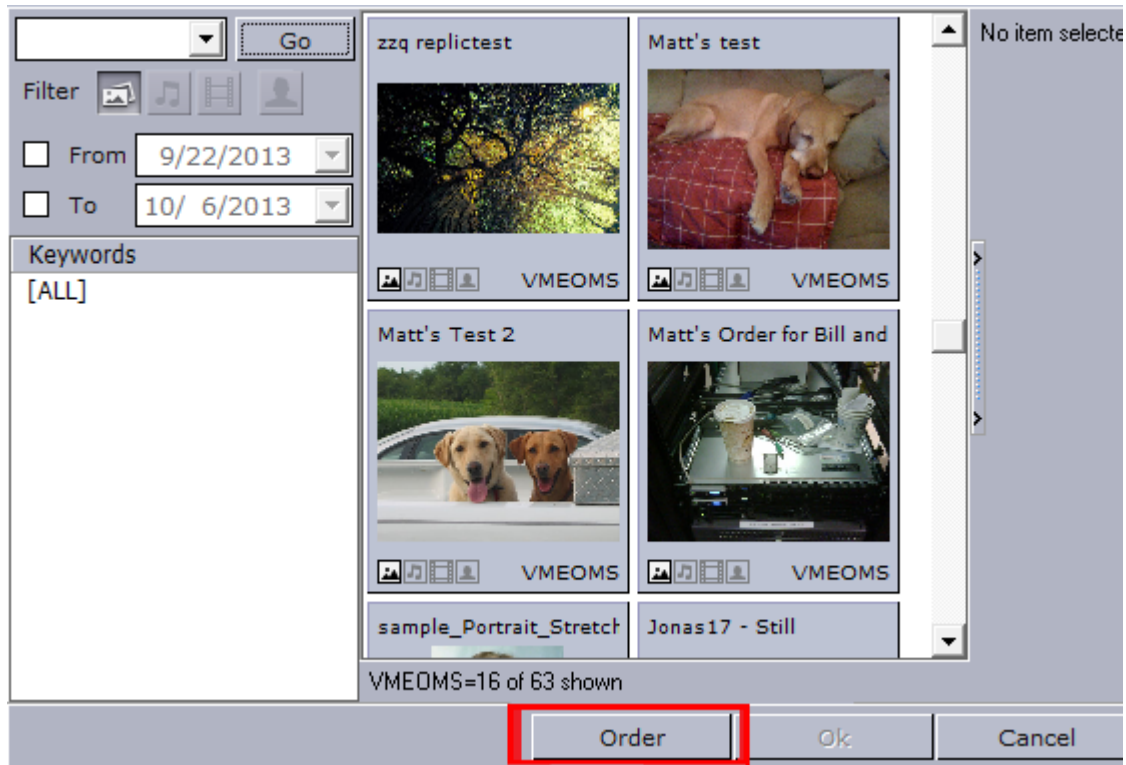 Go
Filter
From 9/22/2013
To 10/ 6/2013
Keywords
[ALL]
zzq replictest
VMEOMS
Matt's test
VMEOMS
Matt's Test 2
VMEOMS
Matt's Order for Bill and
VMEOMS
sample_Portrait_Stretch
Jonas17 - Still
VMEOMS=16 of 63 shown
No item selecte
Order
Ok
Cancel